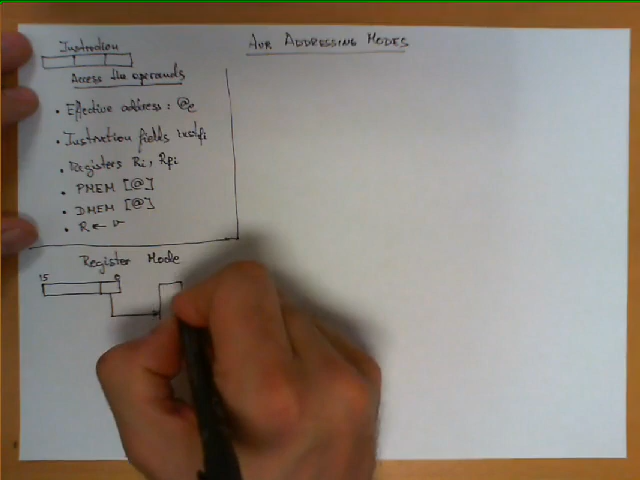 AVR ADDRESSING MODES
Instruction
Access the operands
• Effective address: @e
• Instruction fields instfi
• Registers Ri, Rpi
• PMEM [@]
• DMEM [@]
• R ← v
Register Mode
15 0